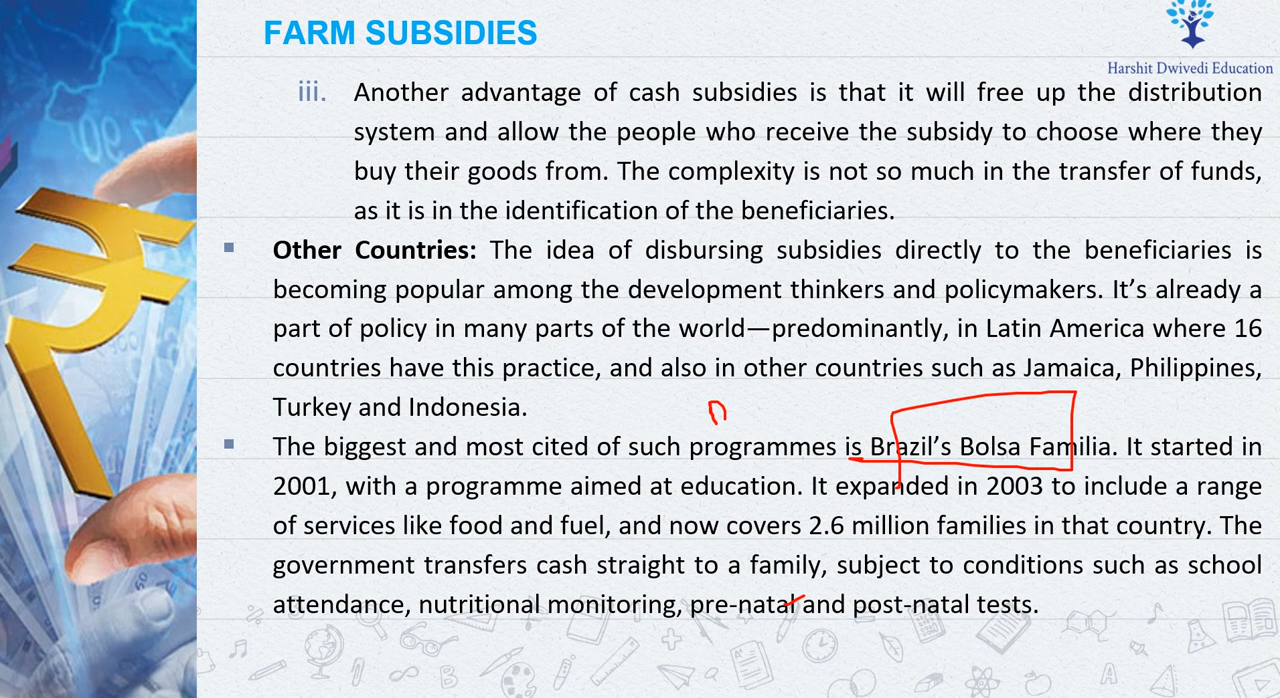 FARM SUBSIDIES
Harshit Dwivedi Education
iii. Another advantage of cash subsidies is that it will free up the distribution
system and allow the people who receive the subsidy to choose where they
buy their goods from. The complexity is not so much in the transfer of funds,
as it is in the identification of the beneficiaries.
▪ Other Countries: The idea of disbursing subsidies directly to the beneficiaries is
becoming popular among the development thinkers and policymakers. It’s already a
part of policy in many parts of the world—predominantly, in Latin America where 16
countries have this practice, and also in other countries such as Jamaica, Philippines,
Turkey and Indonesia.
▪ The biggest and most cited of such programmes is Brazil’s Bolsa Familia. It started in
2001, with a programme aimed at education. It expanded in 2003 to include a range
of services like food and fuel, and now covers 2.6 million families in that country. The
government transfers cash straight to a family, subject to conditions such as school
attendance, nutritional monitoring, pre-natal and post-natal tests.